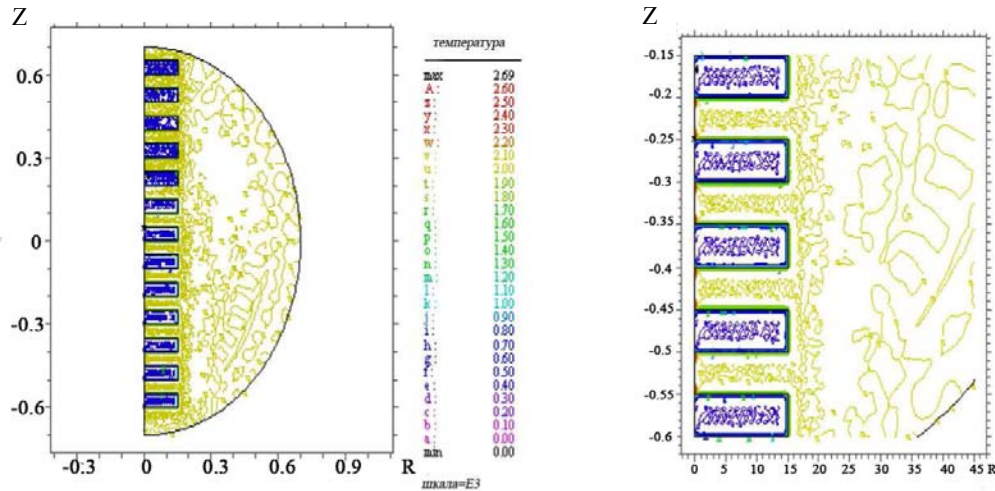 Z
0.6
0.3
0
-0.3
-0.6
-0.3 0 0.3 0.6 0.9 R
температура
max 2.69
A: 2.60
z: 2.50
y: 2.40
x: 2.30
w: 2.20
v: 2.10
u: 2.00
t: 1.90
s: 1.80
r: 1.70
q: 1.60
p: 1.50
o: 1.40
n: 1.30
m: 1.20
l: 1.10
k: 1.00
j: 0.90
i: 0.80
h: 0.70
g: 0.60
f: 0.50
e: 0.40
d: 0.30
c: 0.20
b: 0.10
a: 0.00
min 0.00
шкала=E3
Z
-0.15
-0.2
-0.25
-0.3
-0.35
-0.4
-0.45
-0.5
-0.55
-0.6
0 5 10 15 20 25 30 35 40 45 R